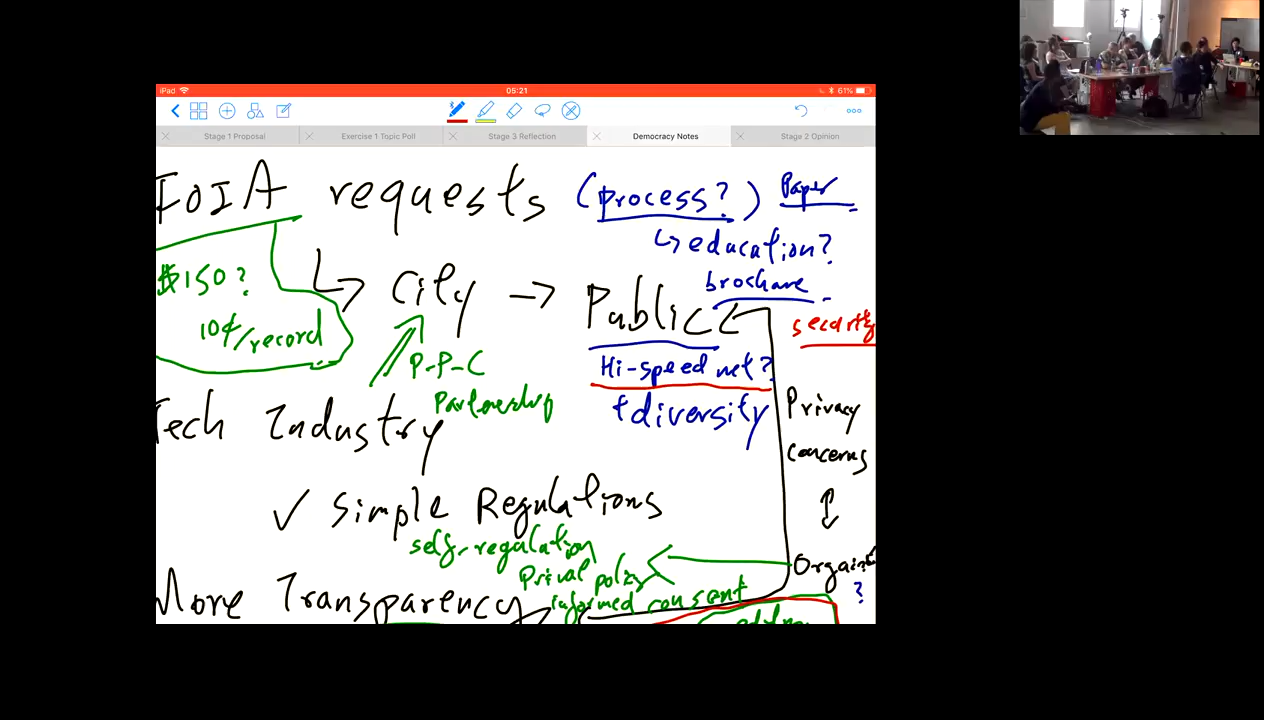 iPad
05:21
61%
Stage 1 Proposal
Exercise 1 Topic Poll
Stage 3 Reflection
Democracy Notes
Stage 2 Opinion
FOIA requests (process?) Paper
↳ education?
brochure
$150?
10¢/record
↳ City → Public
security
P-P-C
Partnership
Hi-speed net?
+diversity
Tech Industry
Privacy
concerns
✓ Simple Regulations
self-regulation
informed consent
?
More Transparency